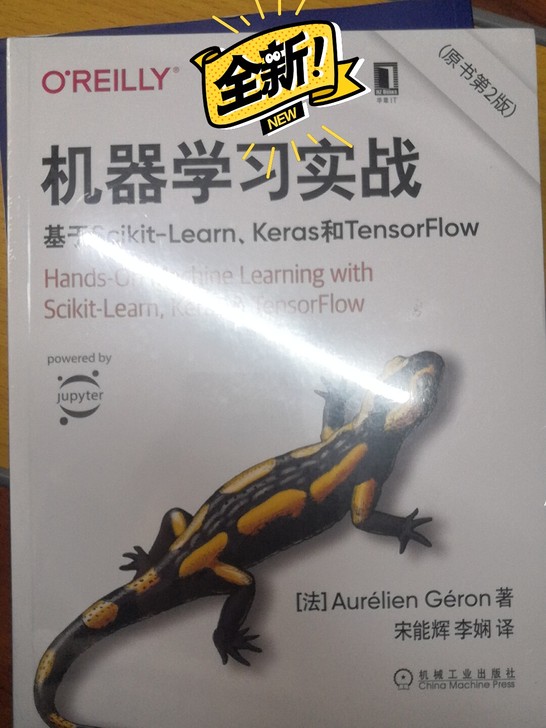 O'REILLY®
全新!
NEW
华章IT
(原书第2版)
机器学习实战
基于Scikit-Learn、Keras和TensorFlow
Hands-On Machine Learning with
Scikit-Learn, Keras & TensorFlow
powered by
jupyter
[法] Aurélien Géron 著
宋能辉 李娴 译
机械工业出版社
China Machine Press